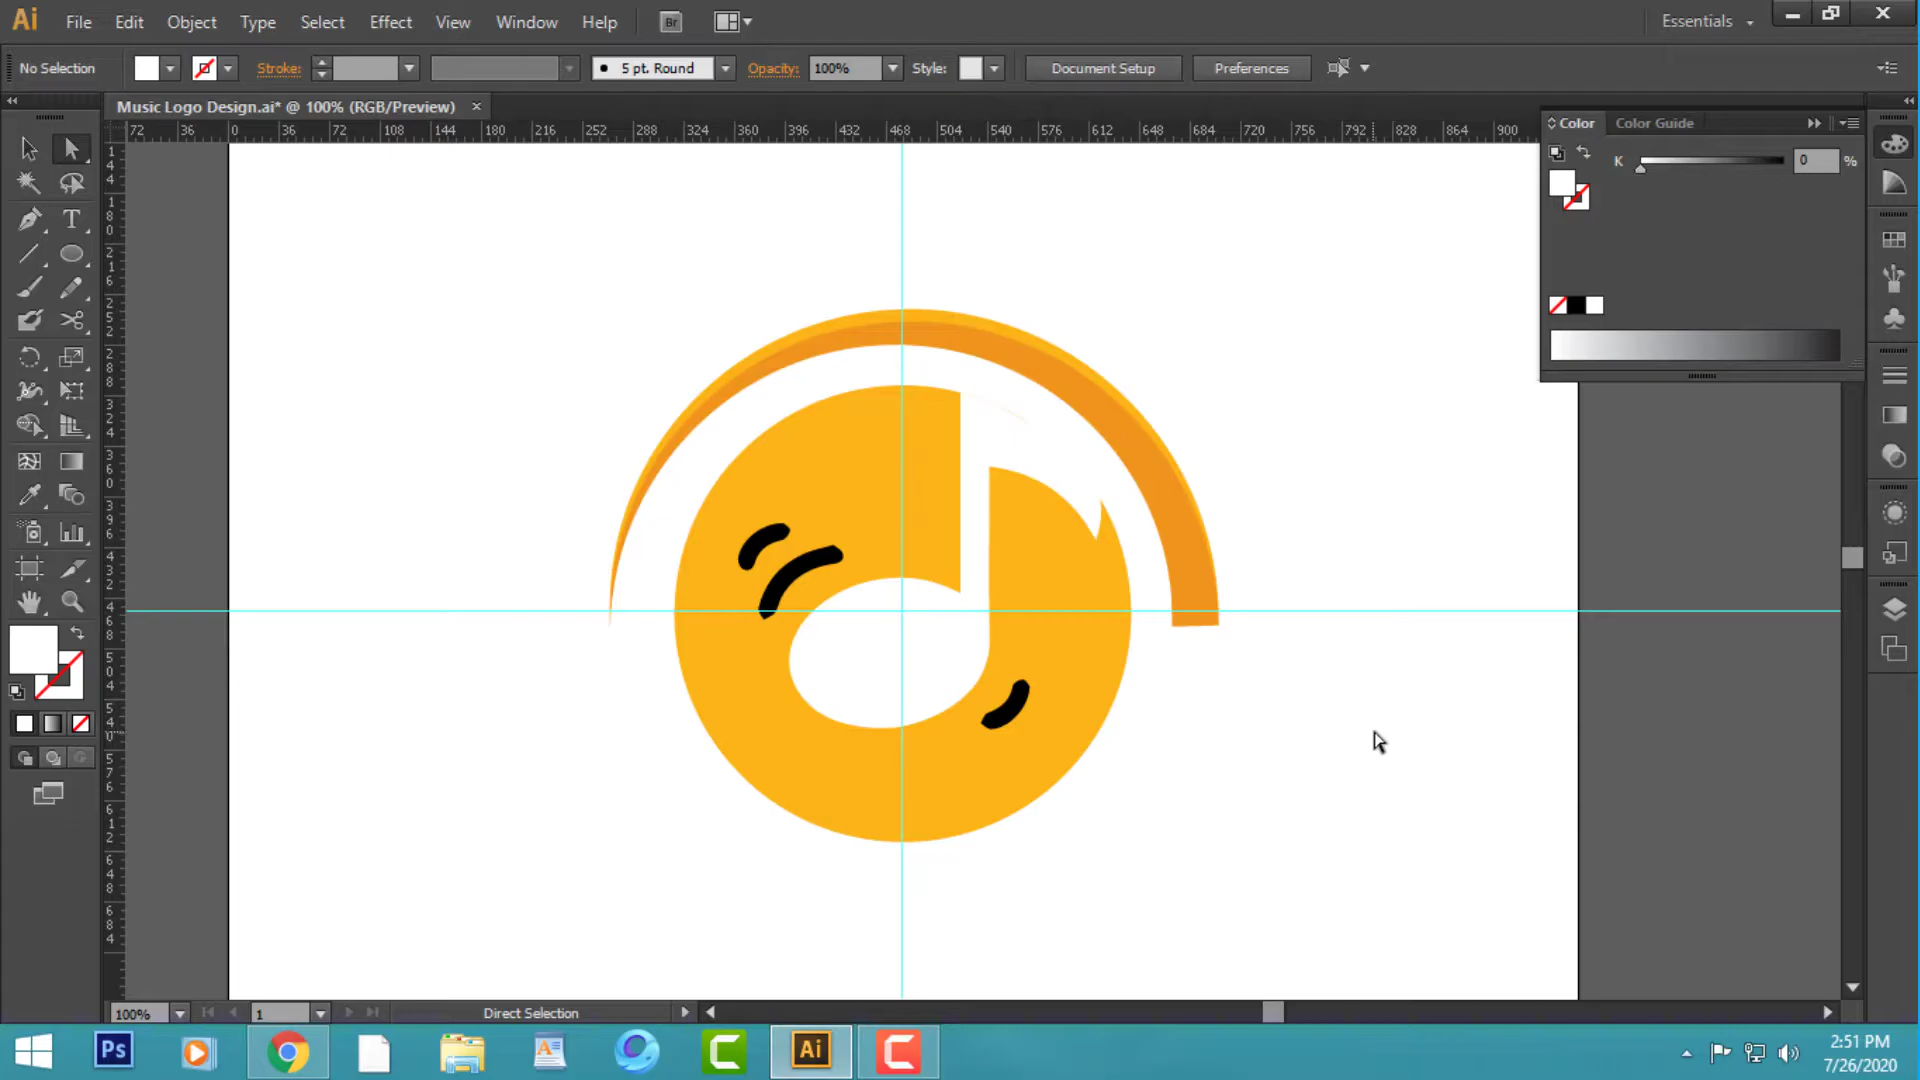 Ai File Edit Object Type Select Effect View Window Help Br Essentials
No Selection Stroke: 5 pt. Round Opacity: 100% Style: Document Setup Preferences
Music Logo Design.ai* @ 100% (RGB/Preview) ×
72 36 0 36 72 108 144 180 216 252 288 324 360 396 432 468 504 540 576 612 648 684 720 756 792 828 864 900
Color Color Guide
K 0 %
T
100% 1 Direct Selection
Ps A C Ai C
2:51 PM
7/26/2020